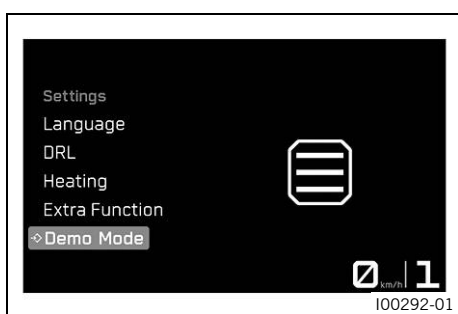 Settings
Language
DRL
Heating
Extra Function
Demo Mode
0 km/h 1
I00292-01